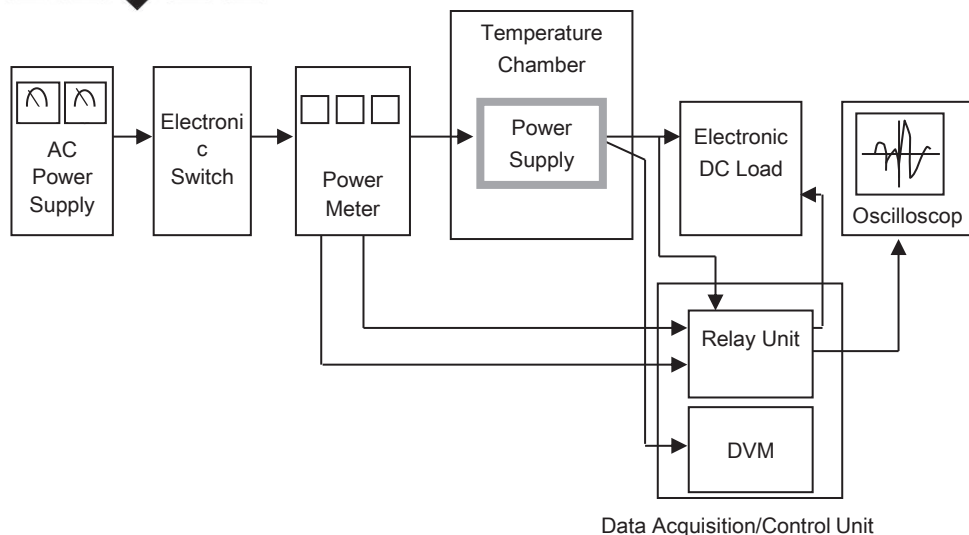 Temperature
Chamber
AC
Power
Supply
Electroni
c
Switch
Power
Meter
Power
Supply
Electronic
DC Load
Oscilloscop
Relay Unit
DVM
Data Acquisition/Control Unit